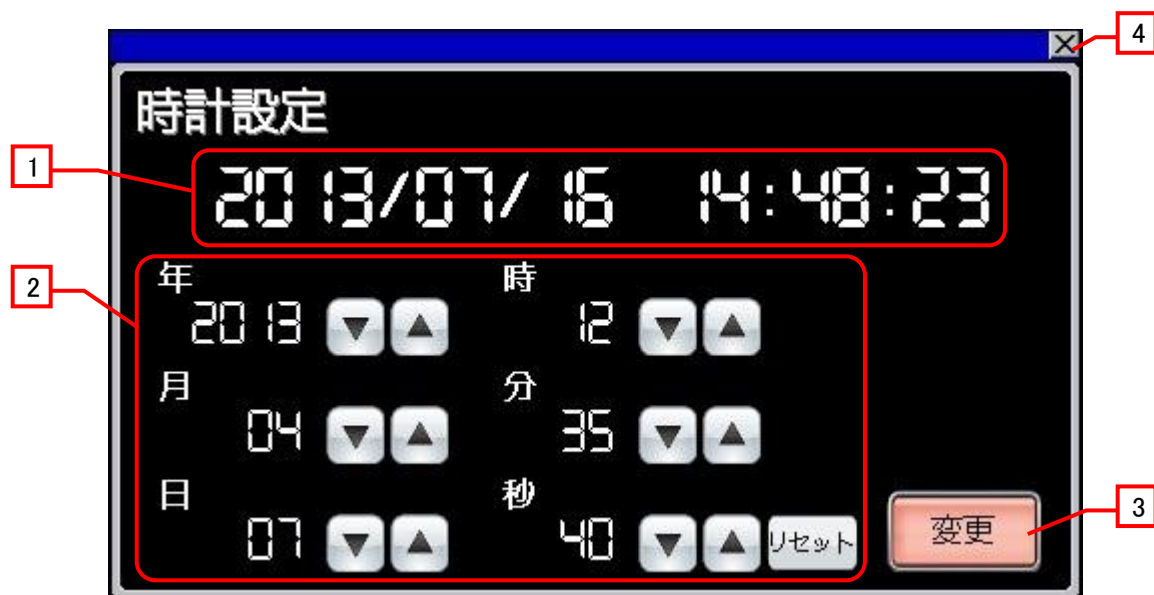 4
時計設定
1
2013/07/16 14:48:23
2
年 時
2013 ▼ ▲ 12 ▼ ▲
月 分
04 ▼ ▲ 35 ▼ ▲
日 秒
07 ▼ ▲ 40 ▼ ▲ リセット
変更
3